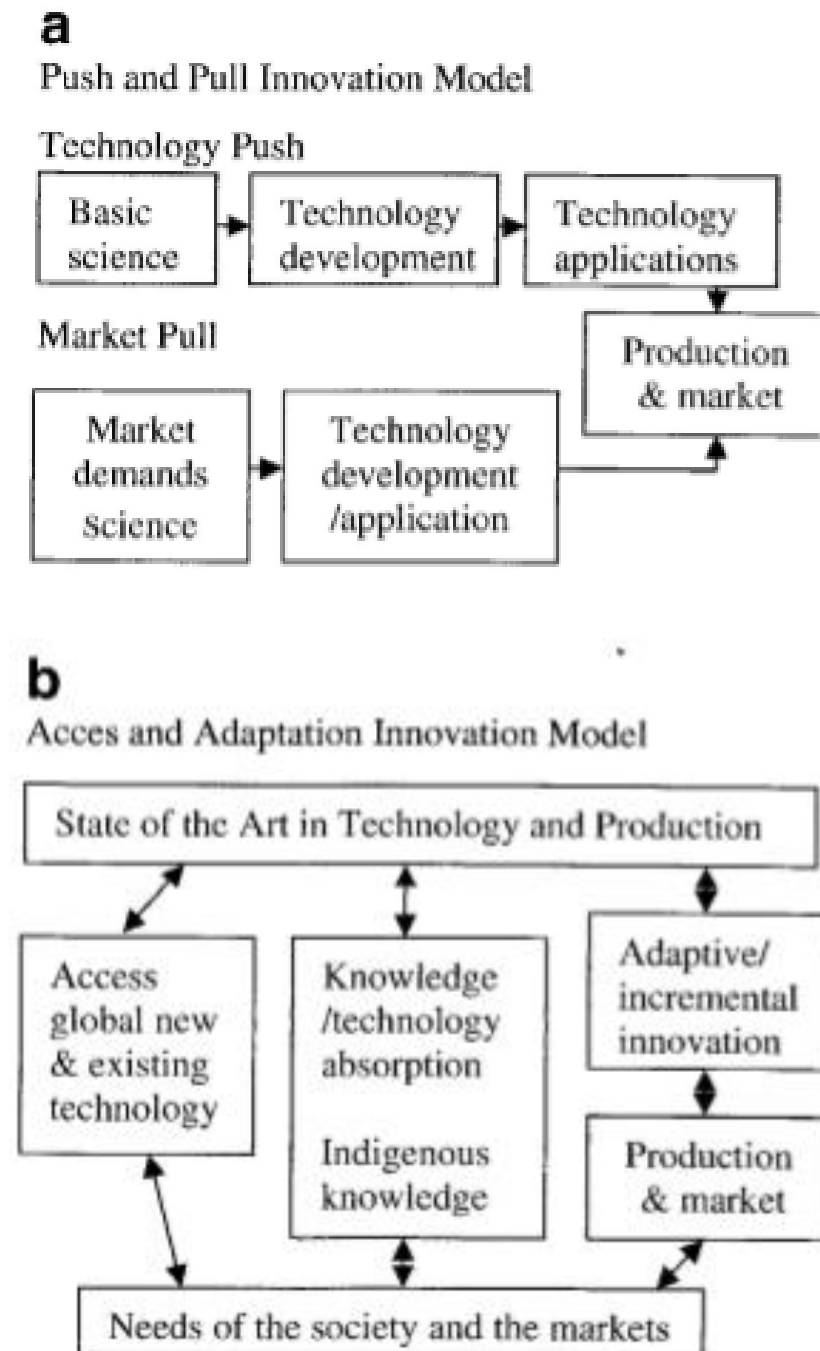 a
Push and Pull Innovation Model
Technology Push
Basic
science
Technology
development
Technology
applications
Market Pull
Production
& market
Market
demands
science
Technology
development
/application
b
Acces and Adaptation Innovation Model
State of the Art in Technology and Production
Access
global new
& existing
technology
Knowledge
/technology
absorption
Indigenous
knowledge
Adaptive/
incremental
innovation
Production
& market
Needs of the society and the markets